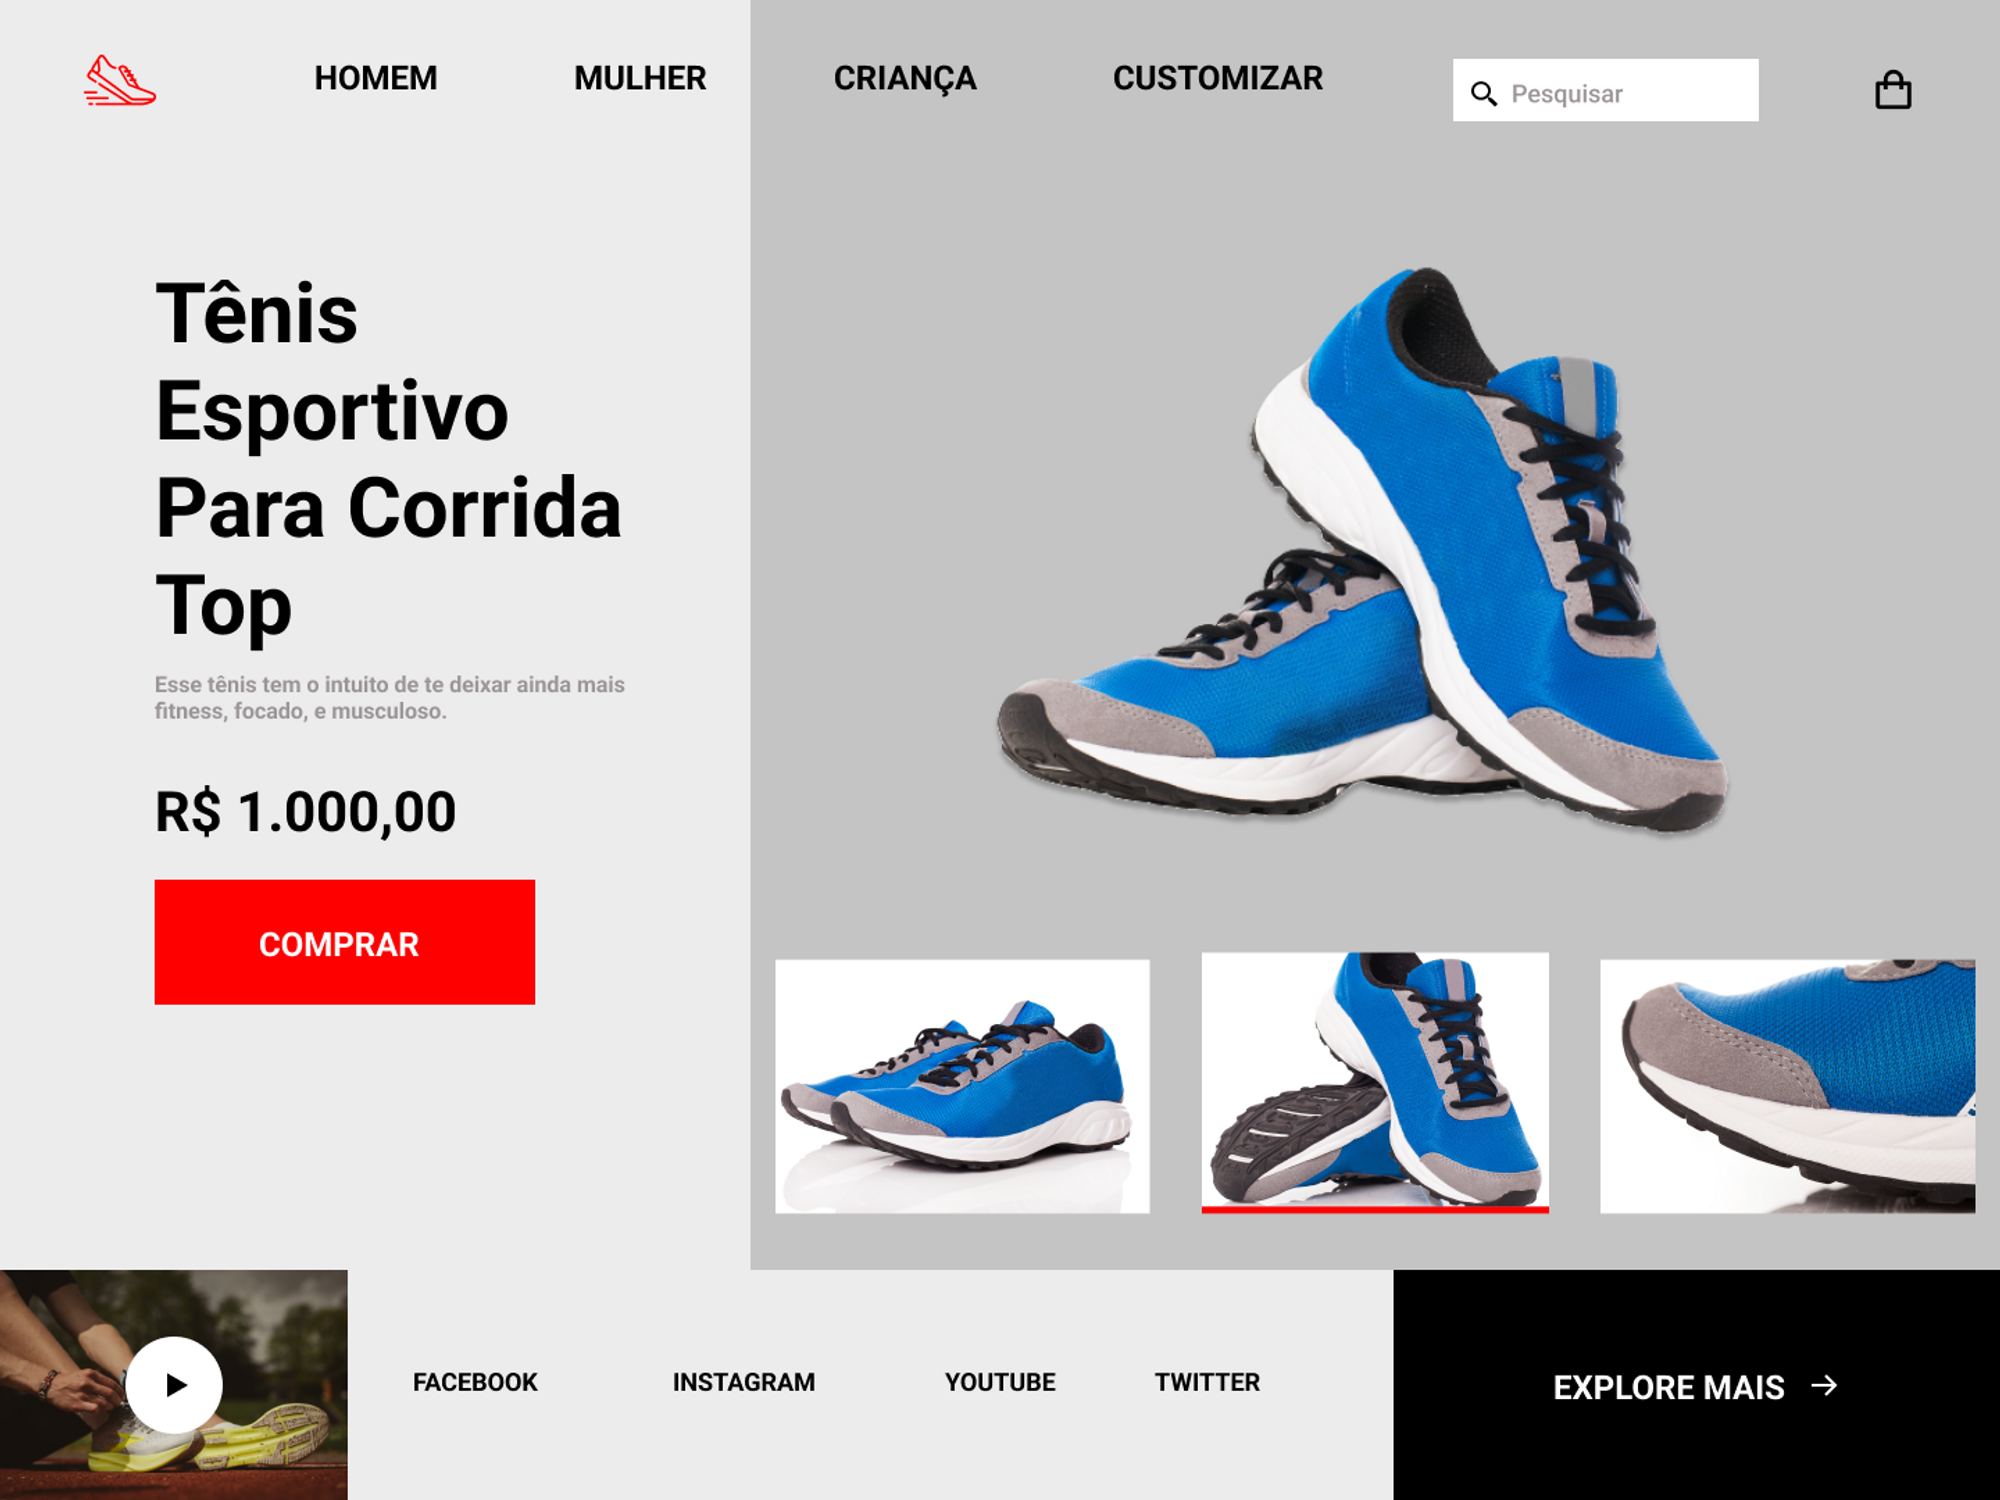 HOMEM
MULHER
CRIANÇA
CUSTOMIZAR
Pesquisar
Tênis
Esportivo
Para Corrida
Top
Esse tênis tem o intuito de te deixar ainda mais
fitness, focado, e musculoso.
R$ 1.000,00
COMPRAR
FACEBOOK
INSTAGRAM
YOUTUBE
TWITTER
EXPLORE MAIS